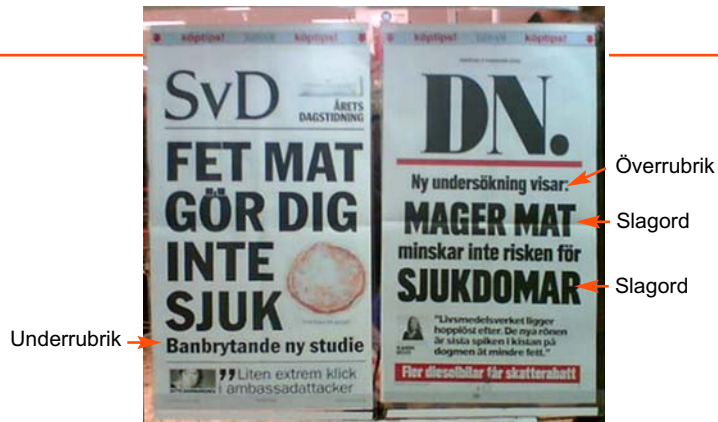 köptips!
köptips!
SvD
ÅRETS
DAGSTIDNING
FET MAT
GÖR DIG
INTE
SJUK
Banbrytande ny studie
”Liten extrem klick
i ambassadattacker
Underrubrik
köptips!
köptips!
DN.
Ny undersökning visar:
MAGER MAT
minskar inte risken för
SJUKDOMAR
"Livsmedelsverket ligger
hopplöst efter. De nya rönen
är sista spiken i kistan på
dogmen åt mindre fett."
Fler dieselbilar får skatterabatt
Överrubrik
Slagord
Slagord